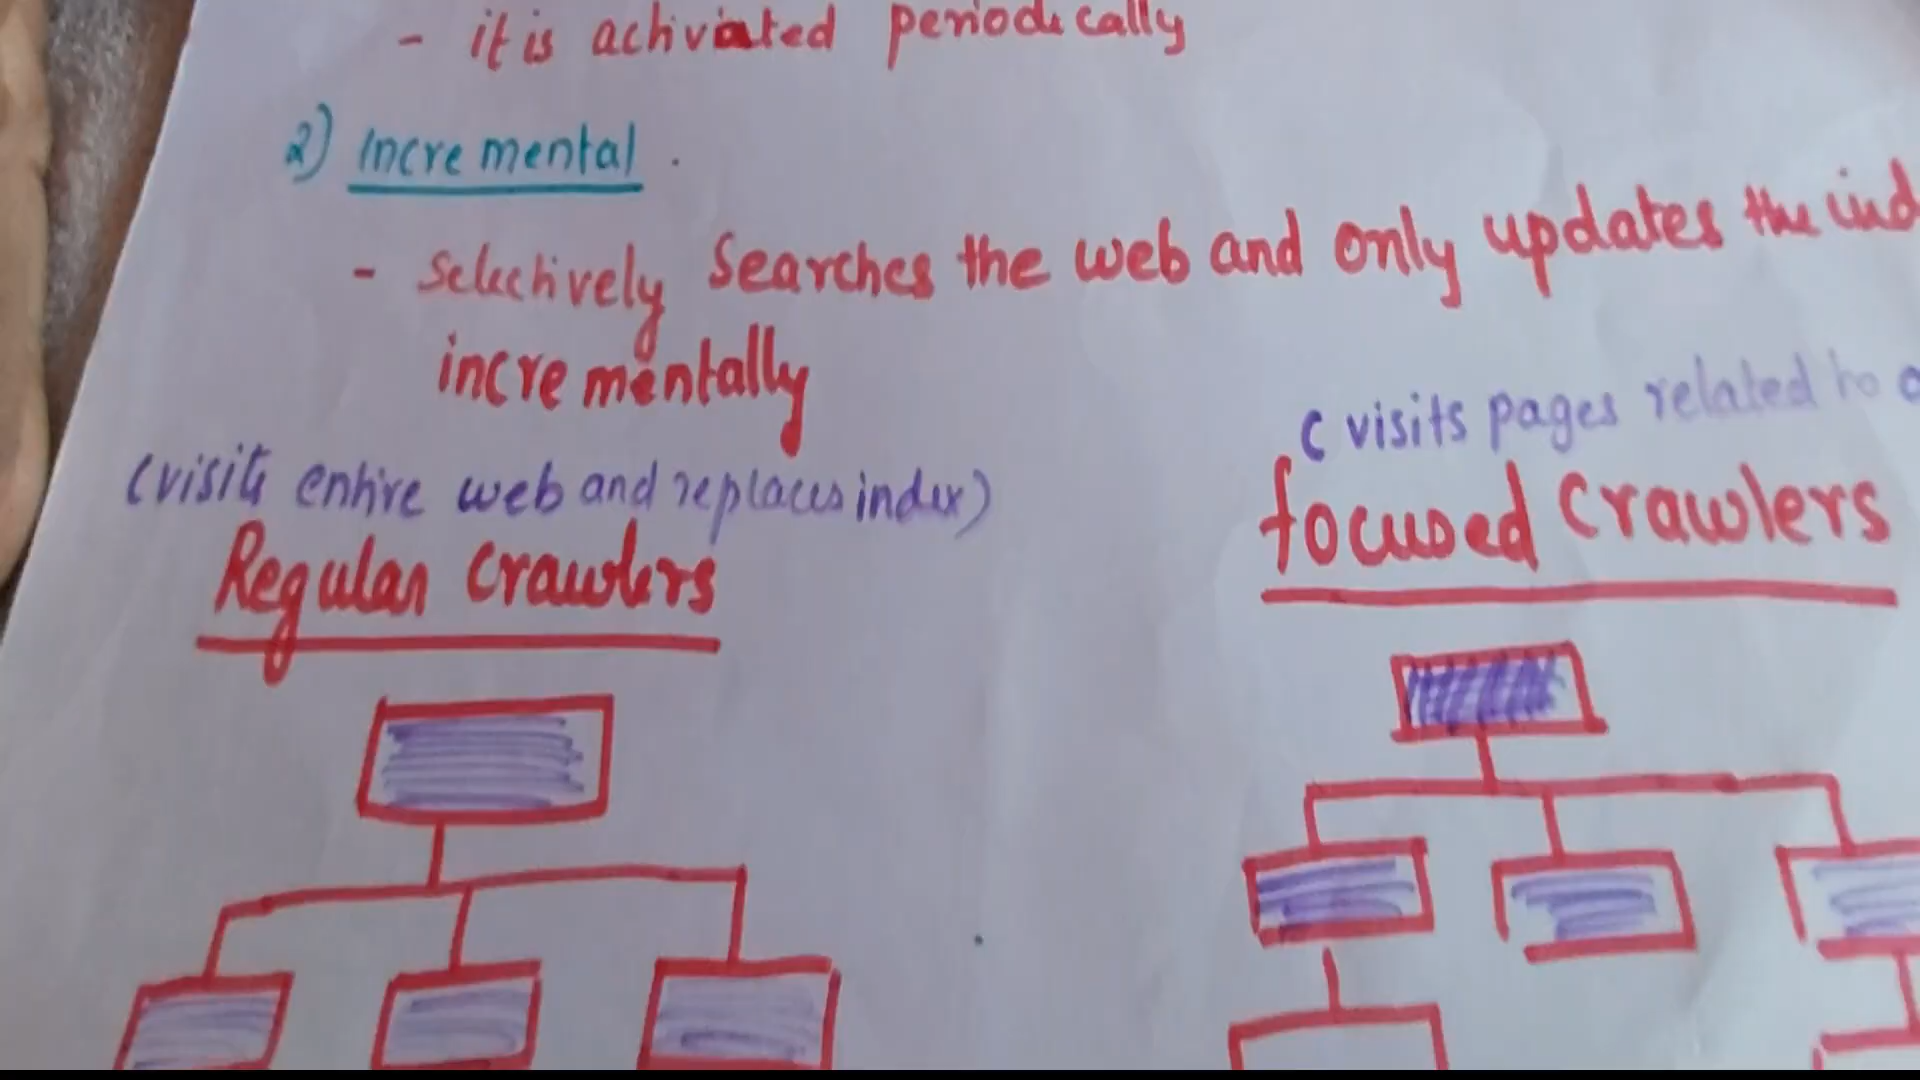 - it is achivated periodically
2) Incremental .
- Selectively Searches the web and only updates the
incrementally
(visits entire web and replaces index)
Regular Crawlers
( visits pages related to
focused Crawlers